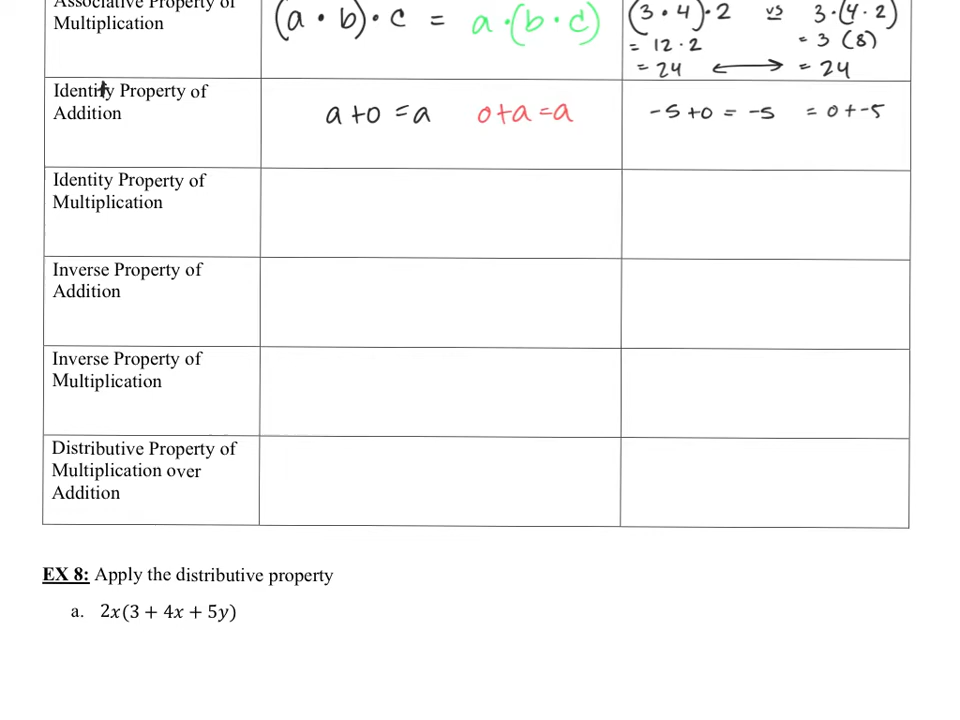 Associative Property of
Multiplication
(a · b) · c = a · (b · c)
(3 · 4) · 2 vs 3 · (4 · 2)
= 12 · 2 = 3 (8)
= 24 ⟷ = 24
Identity Property of
Addition
a + 0 = a 0 + a = a
-5 + 0 = -5 = 0 + -5
Identity Property of
Multiplication
Inverse Property of
Addition
Inverse Property of
Multiplication
Distributive Property of
Multiplication over
Addition
EX 8: Apply the distributive property
a. 2x(3 + 4x + 5y)